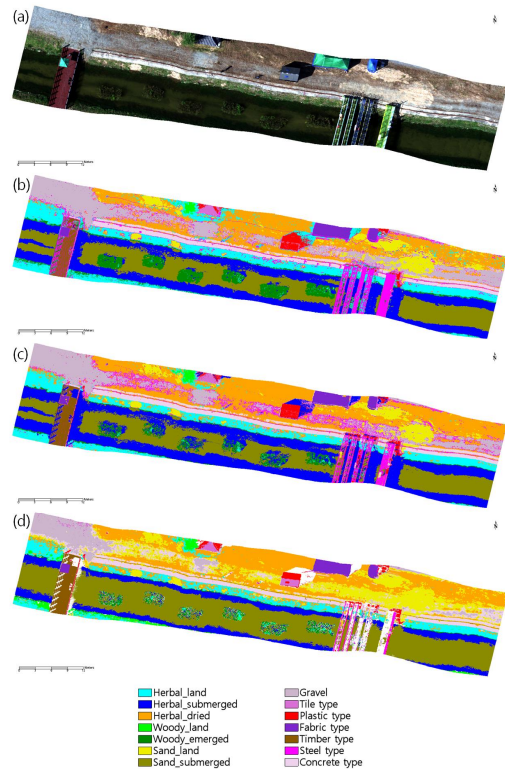 (a)
(b)
(c)
(d)
Herbal_land
Herbal_submerged
Herbal_dried
Woody_land
Woody_emerged
Sand_land
Sand_submerged
Gravel
Tile type
Plastic type
Fabric type
Timber type
Steel type
Concrete type